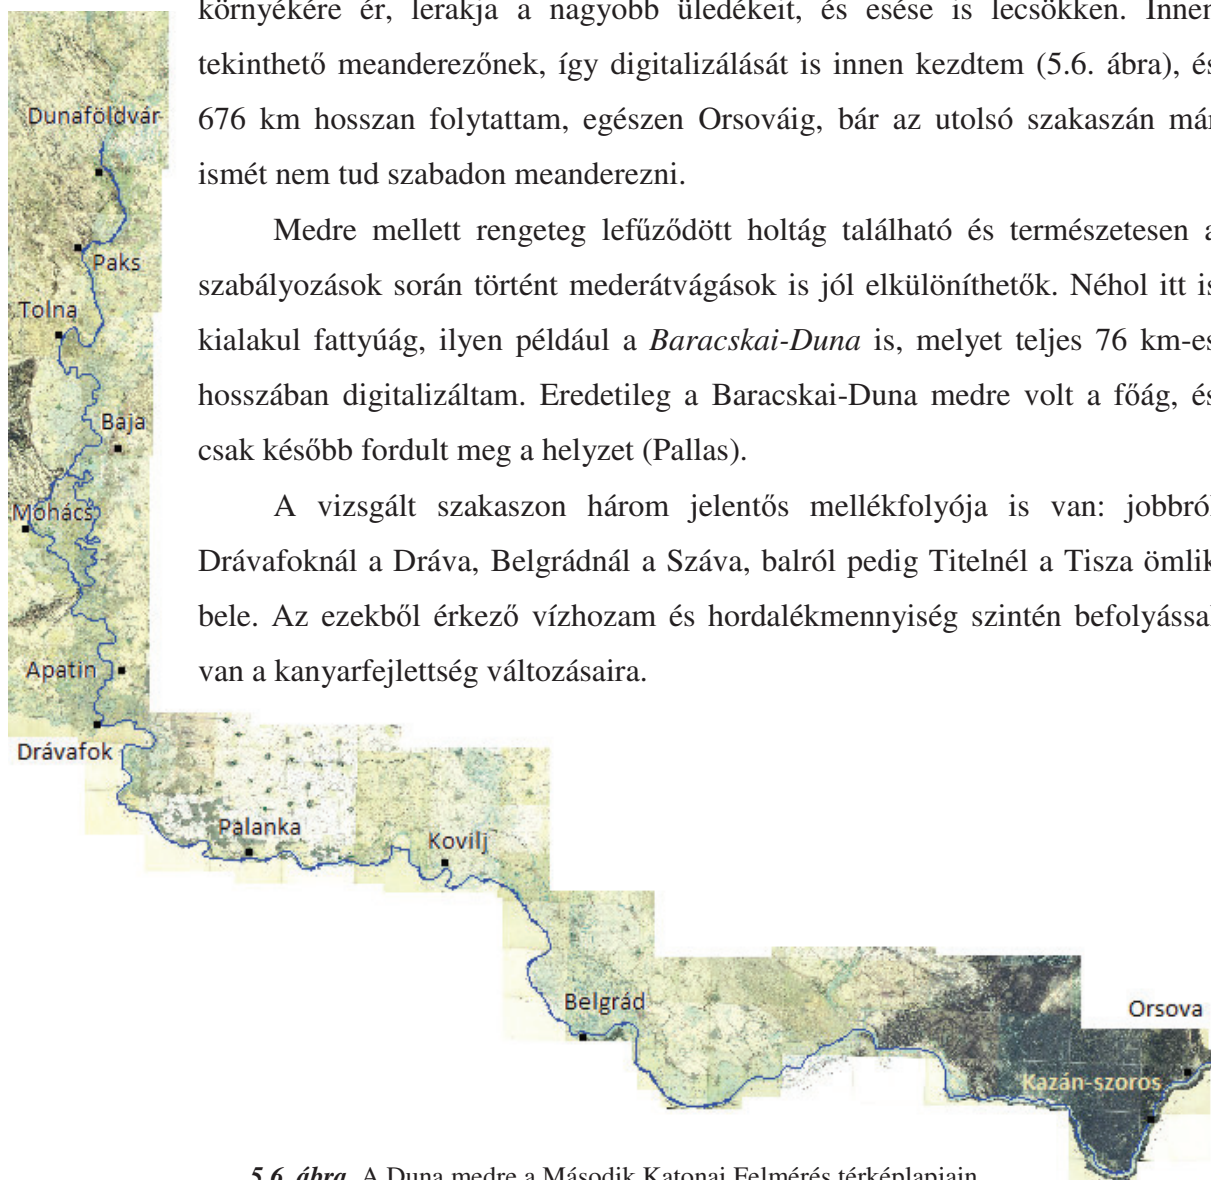 környékére ér, lerakja a nagyobb üledékeit, és esése is lecsökken. Innen
tekinthető meanderezőnek, így digitalizálását is innen kezdtem (5.6. ábra), és
676 km hosszan folytattam, egészen Orsováig, bár az utolsó szakaszán már
ismét nem tud szabadon meanderezni.
Medre mellett rengeteg lefűződött holtág található és természetesen a
szabályozások során történt mederátvágások is jól elkülöníthetők. Néhol itt is
kialakul fattyúág, ilyen például a Baracskai-Duna is, melyet teljes 76 km-es
hosszában digitalizáltam. Eredetileg a Baracskai-Duna medre volt a főág, és
csak később fordult meg a helyzet (Pallas).
A vizsgált szakaszon három jelentős mellékfolyója is van: jobbról
Drávafoknál a Dráva, Belgrádnál a Száva, balról pedig Titelnél a Tisza ömlik
bele. Az ezekből érkező vízhozam és hordalékmennyiség szintén befolyással
van a kanyarfejlettség változásaira.
Dunaföldvár
Paks
Tolna
Baja
Mohács
Apatin
Drávafok
Palanka
Kovilj
Belgrád
Orsova
Kazán-szoros
5.6. ábra. A Duna medre a Második Katonai Felmérés térképlapjain